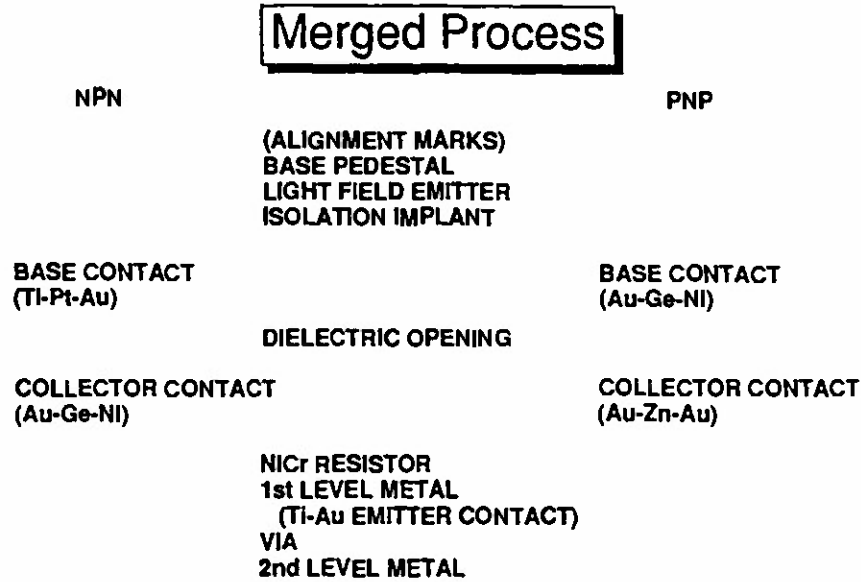 Merged Process
NPN PNP
(ALIGNMENT MARKS)
BASE PEDESTAL
LIGHT FIELD EMITTER
ISOLATION IMPLANT
BASE CONTACT BASE CONTACT
(Ti-Pt-Au) (Au-Ge-Ni)
DIELECTRIC OPENING
COLLECTOR CONTACT COLLECTOR CONTACT
(Au-Ge-Ni) (Au-Zn-Au)
NiCr RESISTOR
1st LEVEL METAL
(Ti-Au EMITTER CONTACT)
VIA
2nd LEVEL METAL